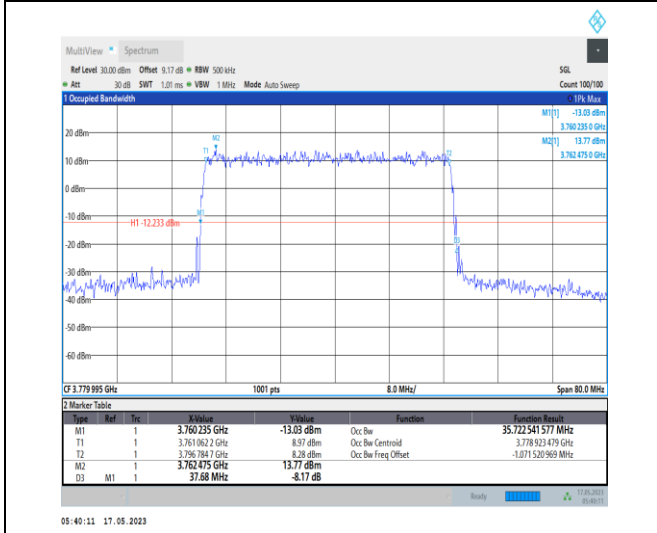 MultiView Spectrum
Ref Level 30.00 dBm Offset 9.17 dB RBW 500 kHz SGL
Att 30 dB SWT 1.01 ms VBW 1 MHz Mode Auto Sweep Count 100/100
1 Occupied Bandwidth 1Pk Max
M1[1] -13.03 dBm
3.760 235 0 GHz
M2[1] 13.77 dBm
3.762 475 0 GHz
20 dBm
M2
T1 T2
10 dBm
0 dBm
M1
-10 dBm
H1 -12.233 dBm
-20 dBm
D3
-30 dBm
-40 dBm
-50 dBm
-60 dBm
CF 3.779 995 GHz 1001 pts 8.0 MHz/ Span 80.0 MHz
2 Marker Table
Type Ref Trc X-Value Y-Value Function Function Result
M1 1 3.760 235 GHz -13.03 dBm Occ Bw 35.722 541 577 MHz
T1 1 3.761 062 2 GHz 8.97 dBm Occ Bw Centroid 3.778 923 479 GHz
T2 1 3.796 784 7 GHz 8.28 dBm Occ Bw Freq Offset -1.071 520 969 MHz
M2 1 3.762 475 GHz 13.77 dBm
D3 M1 1 37.68 MHz -8.17 dB
Ready 17.05.2023
05:40:11
05:40:11 17.05.2023